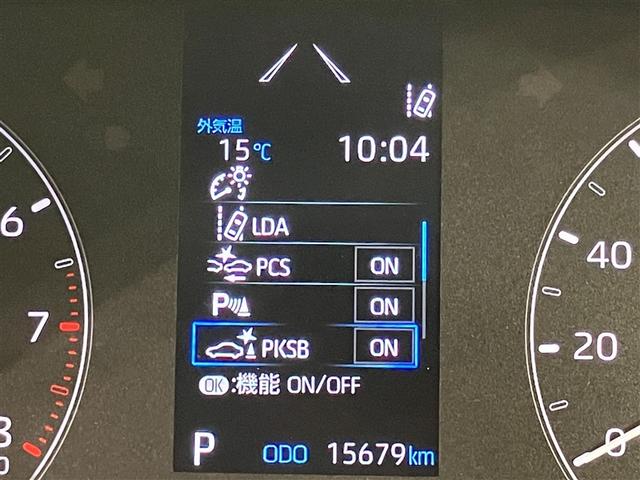 外気温
15℃ 10:04
LDA
PCS ON
P ON
PKSB ON
OK:機能 ON/OFF
P ODO 15679km
6
7
8
40
20
0